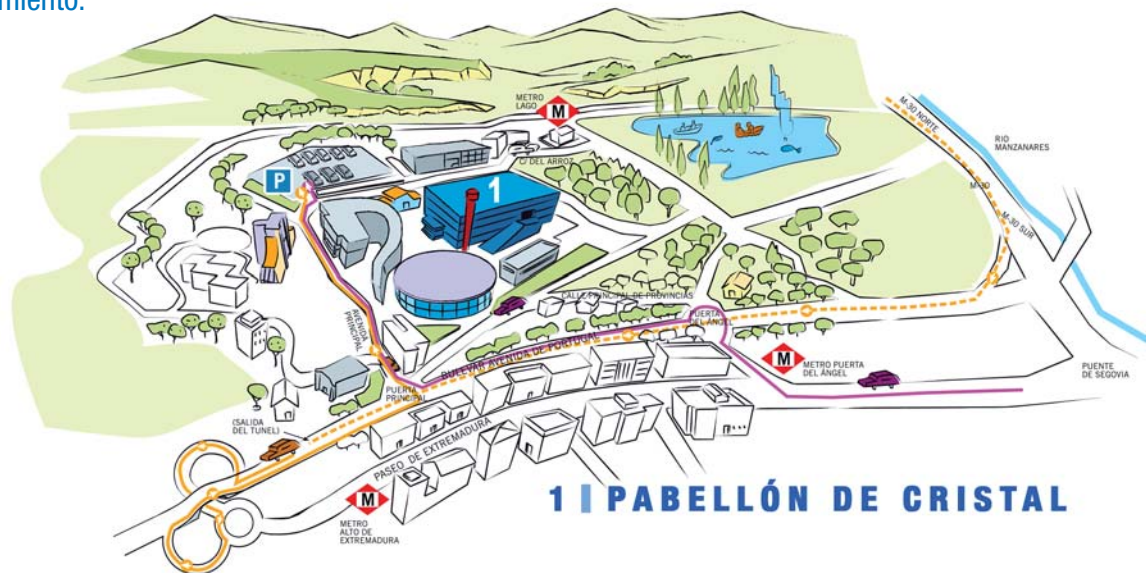 miento.
METRO
LAGO
M
M-30 NORTE
RIO
MANZANARES
C/ DEL ARROZ
P
1
M-30
M-30 SUR
CALLE PRINCIPAL DE PROVINCIAS
AVENIDA
PRINCIPAL
PUERTA
DEL ÁNGEL
BULEVAR AVENIDA DE PORTUGAL
M
METRO PUERTA
DEL ÁNGEL
PUENTE
DE SEGOVIA
PUERTA
PRINCIPAL
(SALIDA
DEL TUNEL)
PASEO DE EXTREMADURA
M
METRO
ALTO DE
EXTREMADURA
1 | PABELLÓN DE CRISTAL